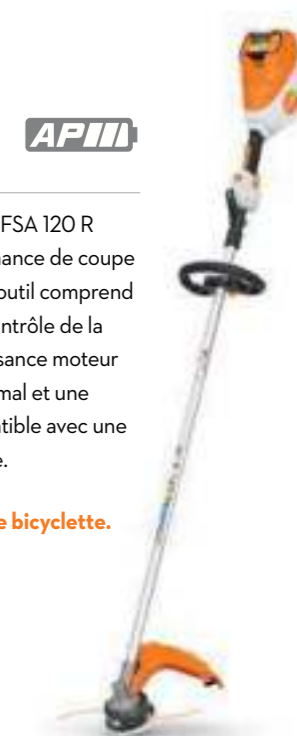 AP
FSA 120 R
nance de coupe
outil comprend
ntrôle de la
sance moteur
mal et une
atible avec une
e.
e bicyclette.